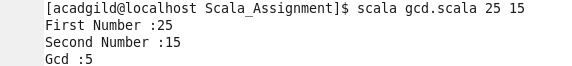 [acadgild@localhost Scala_Assignment]$ scala gcd.scala 25 15
First Number :25
Second Number :15
Gcd :5